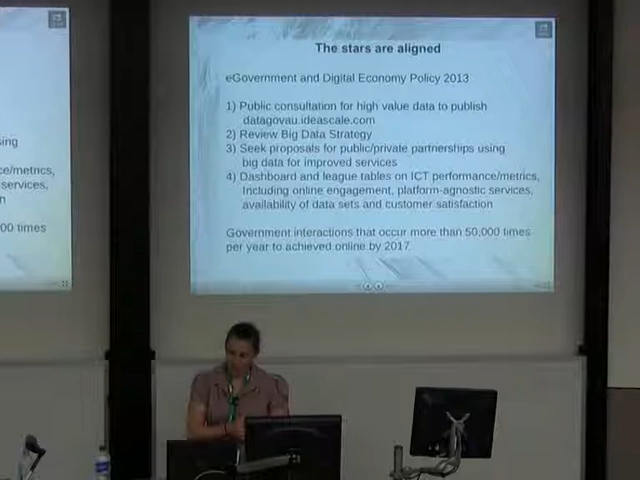 The stars are aligned
eGovernment and Digital Economy Policy 2013
1) Public consultation for high value data to publish
datagovau.ideascale.com
2) Review Big Data Strategy
3) Seek proposals for public/private partnerships using
big data for improved services
4) Dashboard and league tables on ICT performance/metrics,
Including online engagement, platform-agnostic services,
availability of data sets and customer satisfaction
Government interactions that occur more than 50,000 times
per year to achieved online by 2017.
sing
ce/metrics,
services,
n
00 times